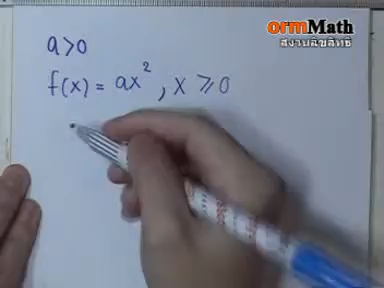 ormMath
สงวนลิขสิทธิ์
a>0
f(x) = ax², x ⩾ 0